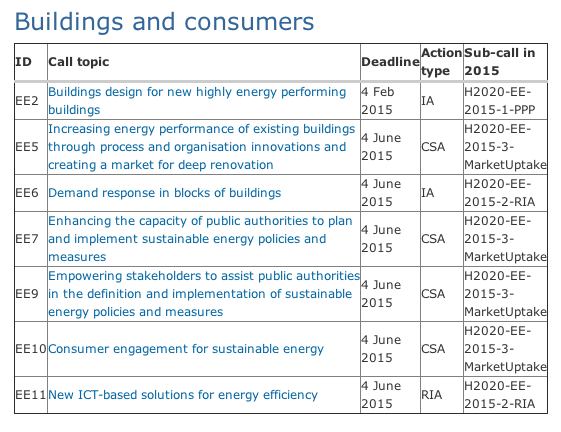 Buildings and consumers
ID Call topic Deadline Action type Sub-call in 2015
EE2 Buildings design for new highly energy performing buildings 4 Feb 2015 IA H2020-EE-2015-1-PPP
EE5 Increasing energy performance of existing buildings through process and organisation innovations and creating a market for deep renovation 4 June 2015 CSA H2020-EE-2015-3-MarketUptake
EE6 Demand response in blocks of buildings 4 June 2015 IA H2020-EE-2015-2-RIA
EE7 Enhancing the capacity of public authorities to plan and implement sustainable energy policies and measures 4 June 2015 CSA H2020-EE-2015-3-MarketUptake
EE9 Empowering stakeholders to assist public authorities in the definition and implementation of sustainable energy policies and measures 4 June 2015 CSA H2020-EE-2015-3-MarketUptake
EE10 Consumer engagement for sustainable energy 4 June 2015 CSA H2020-EE-2015-3-MarketUptake
EE11 New ICT-based solutions for energy efficiency 4 June 2015 RIA H2020-EE-2015-2-RIA